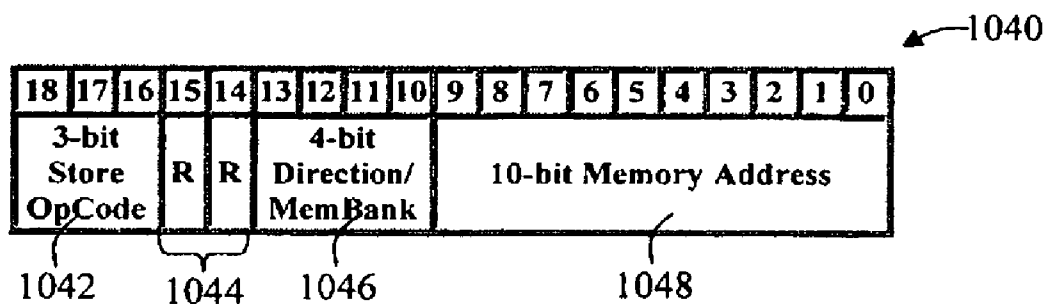 1040
18 17 16 15 14 13 12 11 10 9 8 7 6 5 4 3 2 1 0
3-bit Store OpCode R R 4-bit Direction/ MemBank 10-bit Memory Address
1042 1044 1046 1048